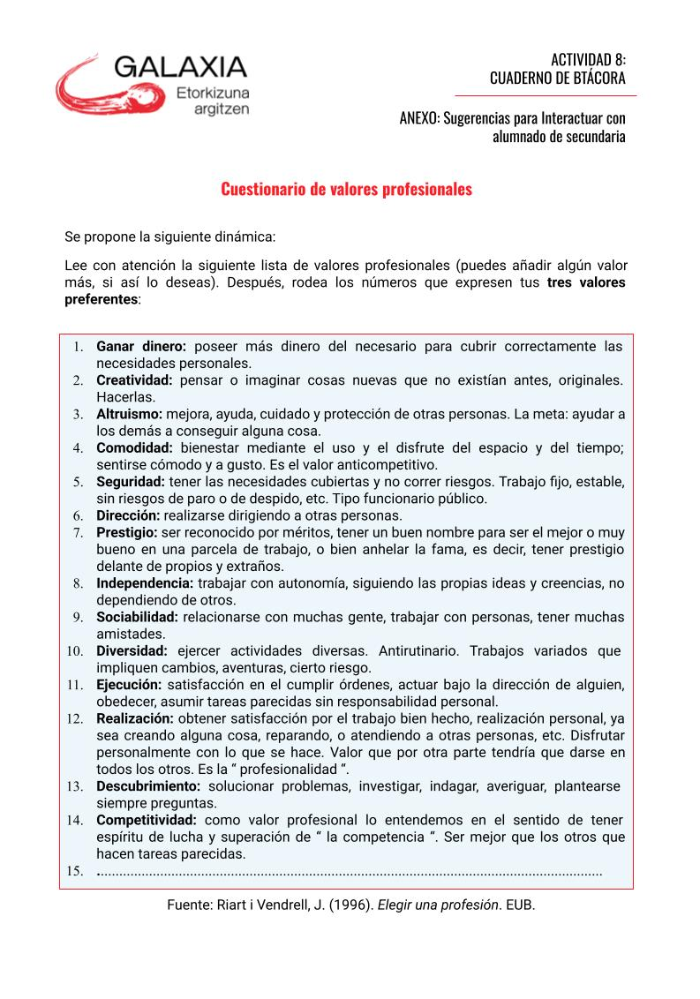 GALAXIA
Etorkizuna
argitzen
ACTIVIDAD 8:
CUADERNO DE BTÁCORA
ANEXO: Sugerencias para Interactuar con
alumnado de secundaria
Cuestionario de valores profesionales
Se propone la siguiente dinámica:
Lee con atención la siguiente lista de valores profesionales (puedes añadir algún valor
más, si así lo deseas). Después, rodea los números que expresen tus tres valores
preferentes:
1. Ganar dinero: poseer más dinero del necesario para cubrir correctamente las
necesidades personales.
2. Creatividad: pensar o imaginar cosas nuevas que no existían antes, originales.
Hacerlas.
3. Altruismo: mejora, ayuda, cuidado y protección de otras personas. La meta: ayudar a
los demás a conseguir alguna cosa.
4. Comodidad: bienestar mediante el uso y el disfrute del espacio y del tiempo;
sentirse cómodo y a gusto. Es el valor anticompetitivo.
5. Seguridad: tener las necesidades cubiertas y no correr riesgos. Trabajo fijo, estable,
sin riesgos de paro o de despido, etc. Tipo funcionario público.
6. Dirección: realizarse dirigiendo a otras personas.
7. Prestigio: ser reconocido por méritos, tener un buen nombre para ser el mejor o muy
bueno en una parcela de trabajo, o bien anhelar la fama, es decir, tener prestigio
delante de propios y extraños.
8. Independencia: trabajar con autonomía, siguiendo las propias ideas y creencias, no
dependiendo de otros.
9. Sociabilidad: relacionarse con muchas gente, trabajar con personas, tener muchas
amistades.
10. Diversidad: ejercer actividades diversas. Antirutinario. Trabajos variados que
impliquen cambios, aventuras, cierto riesgo.
11. Ejecución: satisfacción en el cumplir órdenes, actuar bajo la dirección de alguien,
obedecer, asumir tareas parecidas sin responsabilidad personal.
12. Realización: obtener satisfacción por el trabajo bien hecho, realización personal, ya
sea creando alguna cosa, reparando, o atendiendo a otras personas, etc. Disfrutar
personalmente con lo que se hace. Valor que por otra parte tendría que darse en
todos los otros. Es la “ profesionalidad “.
13. Descubrimiento: solucionar problemas, investigar, indagar, averiguar, plantearse
siempre preguntas.
14. Competitividad: como valor profesional lo entendemos en el sentido de tener
espíritu de lucha y superación de “ la competencia “. Ser mejor que los otros que
hacen tareas parecidas.
15. ..................................................................................................................................
Fuente: Riart i Vendrell, J. (1996). Elegir una profesión. EUB.